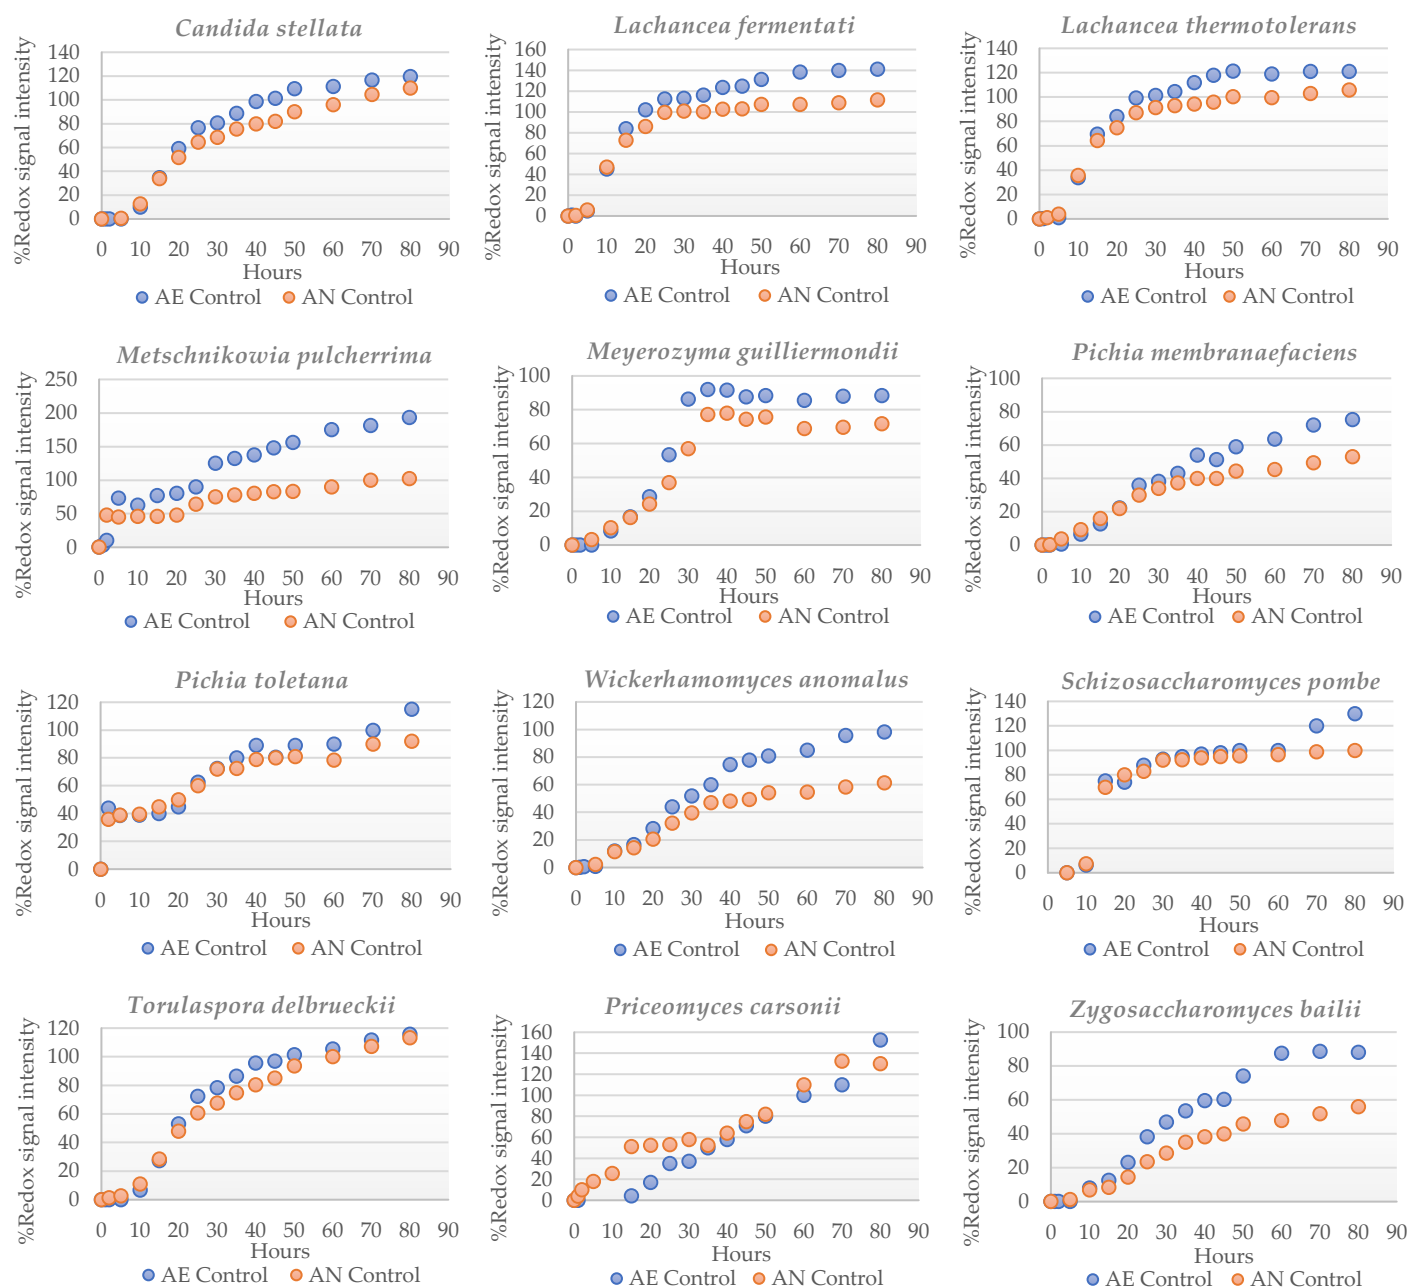 Candida stellata
%Redox signal intensity
140
120
100
80
60
40
20
0
0 10 20 30 40 50 60 70 80 90
Hours
AE Control AN Control
Lachancea fermentati
%Redox signal intensity
160
140
120
100
80
60
40
20
0
0 10 20 30 40 50 60 70 80 90
Hours
AE Control AN Control
Lachancea thermotolerans
%Redox signal intensity
140
120
100
80
60
40
20
0
0 10 20 30 40 50 60 70 80 90
Hours
AE Control AN Control
Metschnikowia pulcherrima
%Redox signal intensity
250
200
150
100
50
0
0 10 20 30 40 50 60 70 80 90
Hours
AE Control AN Control
Meyerozyma guilliermondii
%Redox signal intensity
100
80
60
40
20
0
0 10 20 30 40 50 60 70 80 90
Hours
AE Control AN Control
Pichia membranaefaciens
%Redox signal intensity
100
80
60
40
20
0
0 10 20 30 40 50 60 70 80 90
Hours
AE Control AN Control
Pichia toletana
%Redox signal intensity
120
100
80
60
40
20
0
0 10 20 30 40 50 60 70 80 90
Hours
AE Control AN Control
Wickerhamomyces anomalus
%Redox signal intensity
120
100
80
60
40
20
0
0 10 20 30 40 50 60 70 80 90
Hours
AE Control AN Control
Schizosaccharomyces pombe
%Redox signal intensity
140
120
100
80
60
40
20
0
0 10 20 30 40 50 60 70 80 90
Hours
AE Control AN Control
Torulaspora delbrueckii
%Redox signal intensity
120
100
80
60
40
20
0
0 10 20 30 40 50 60 70 80 90
Hours
AE Control AN Control
Priceomyces carsonii
%Redox signal intensity
160
140
120
100
80
60
40
20
0
0 10 20 30 40 50 60 70 80 90
Hours
AE Control AN Control
Zygosaccharomyces bailii
%Redox signal intensity
100
80
60
40
20
0
0 10 20 30 40 50 60 70 80 90
Hours
AE Control AN Control